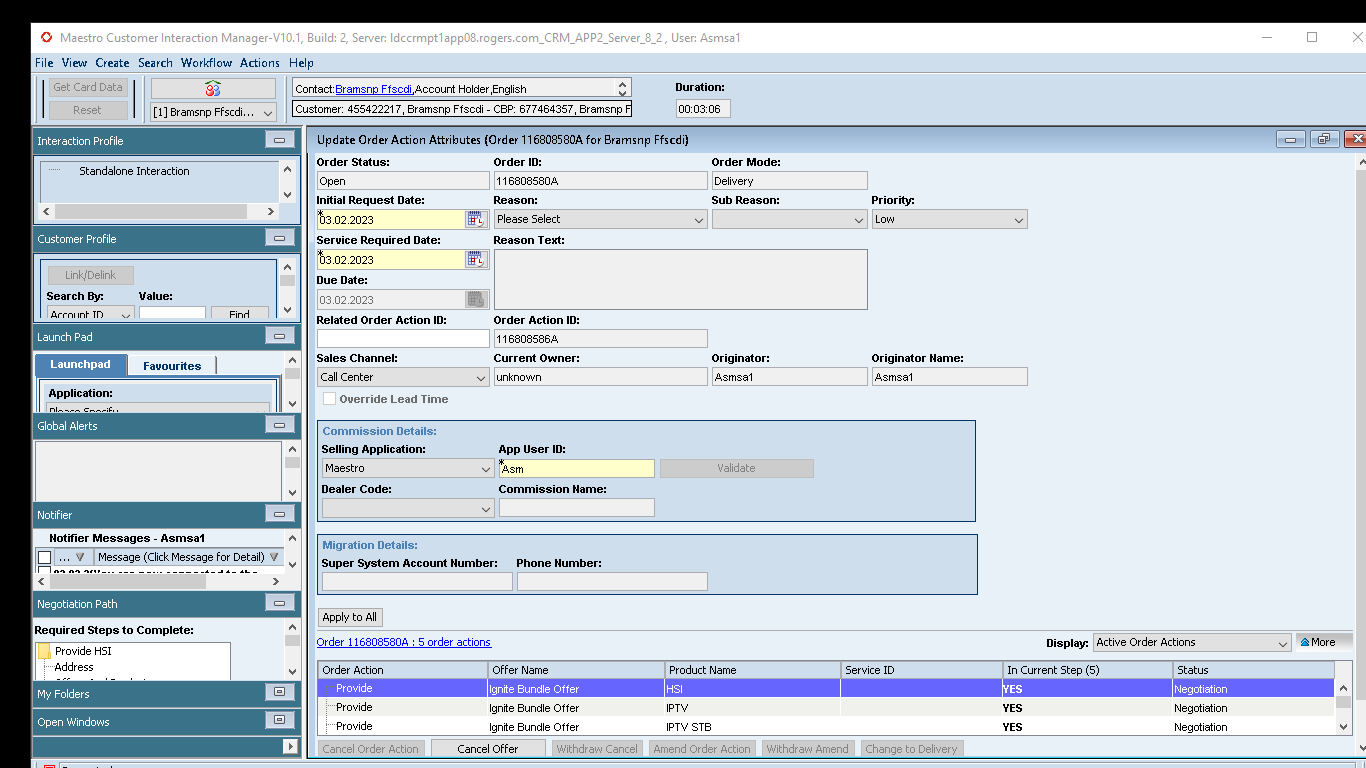 Maestro Customer Interaction Manager-V10.1, Build: 2, Server: ldccrmpt1app08.rogers.com_CRM_APP2_Server_8_2 , User: Asmsa1
File View Create Search Workflow Actions Help
Get Card Data
Reset
[1] Bramsnp Ffscdi...
Contact:Bramsnp Ffscdi,Account Holder,English
Customer: 455422217, Bramsnp Ffscdi - CBP: 677464357, Bramsnp F
Duration:
00:03:06
Interaction Profile
Standalone Interaction
Customer Profile
Link/Delink
Search By: Value:
Account ID Find
Launch Pad
Launchpad Favourites
Application:
Please Specify
Global Alerts
Notifier
Notifier Messages - Asmsa1
... Message (Click Message for Detail)
Negotiation Path
Required Steps to Complete:
Provide HSI
Address
My Folders
Open Windows
Update Order Action Attributes (Order 116808580A for Bramsnp Ffscdi)
Order Status: Order ID: Order Mode:
Open 116808580A Delivery
Initial Request Date: Reason: Sub Reason: Priority:
*03.02.2023 Please Select Low
Service Required Date: Reason Text:
*03.02.2023
Due Date:
03.02.2023
Related Order Action ID: Order Action ID:
116808586A
Sales Channel: Current Owner: Originator: Originator Name:
Call Center unknown Asmsa1 Asmsa1
Override Lead Time
Commission Details:
Selling Application: App User ID:
Maestro *Asm Validate
Dealer Code: Commission Name:
Migration Details:
Super System Account Number: Phone Number:
Apply to All
Order 116808580A : 5 order actions Display: Active Order Actions More
Order Action Offer Name Product Name Service ID In Current Step (5) Status
Provide Ignite Bundle Offer HSI YES Negotiation
Provide Ignite Bundle Offer IPTV YES Negotiation
Provide Ignite Bundle Offer IPTV STB YES Negotiation
Cancel Order Action Cancel Offer Withdraw Cancel Amend Order Action Withdraw Amend Change to Delivery